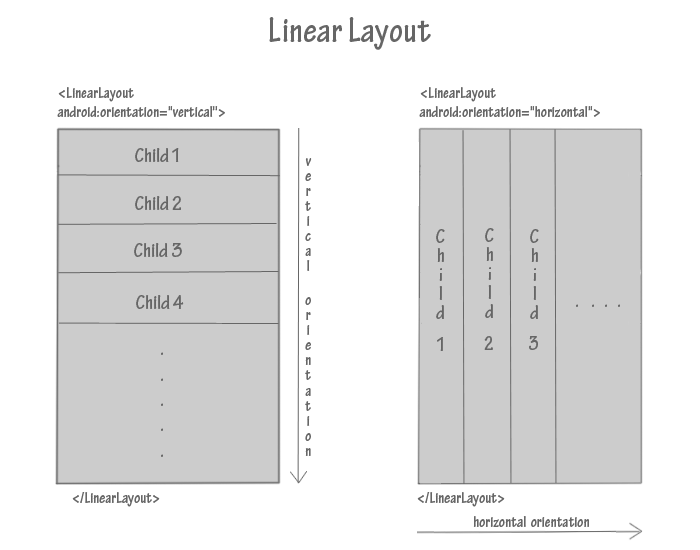 Linear Layout
<LinearLayout
android:orientation="vertical">
Child 1
Child 2
Child 3
Child 4
.
.
.
.
.
vertical orientation
</LinearLayout>
<LinearLayout
android:orientation="horizontal">
Child 1
Child 2
Child 3
. . . .
</LinearLayout>
horizontal orientation